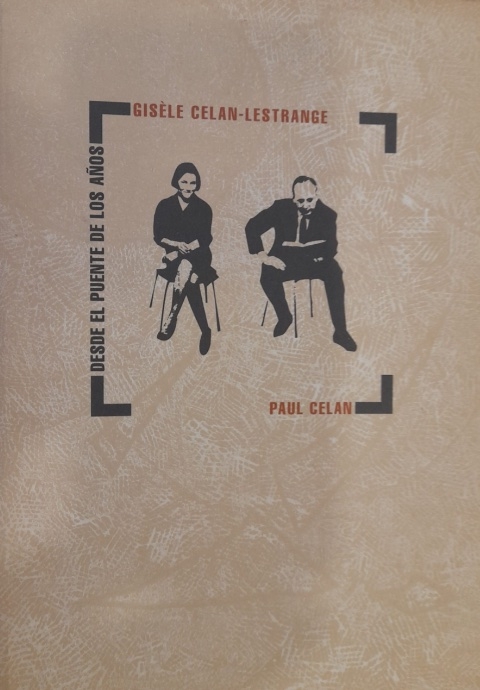 GISÈLE CELAN-LESTRANGE
DESDE EL PUENTE DE LOS AÑOS
PAUL CELAN